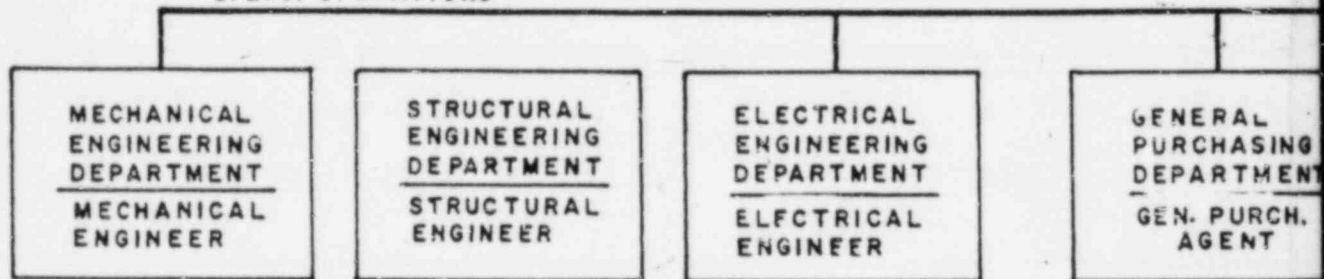 MECHANICAL
ENGINEERING
DEPARTMENT
MECHANICAL
ENGINEER
STRUCTURAL
ENGINEERING
DEPARTMENT
STRUCTURAL
ENGINEER
ELECTRICAL
ENGINEERING
DEPARTMENT
ELECTRICAL
ENGINEER
GENERAL
PURCHASING
DEPARTMENT
GEN. PURCH.
AGENT